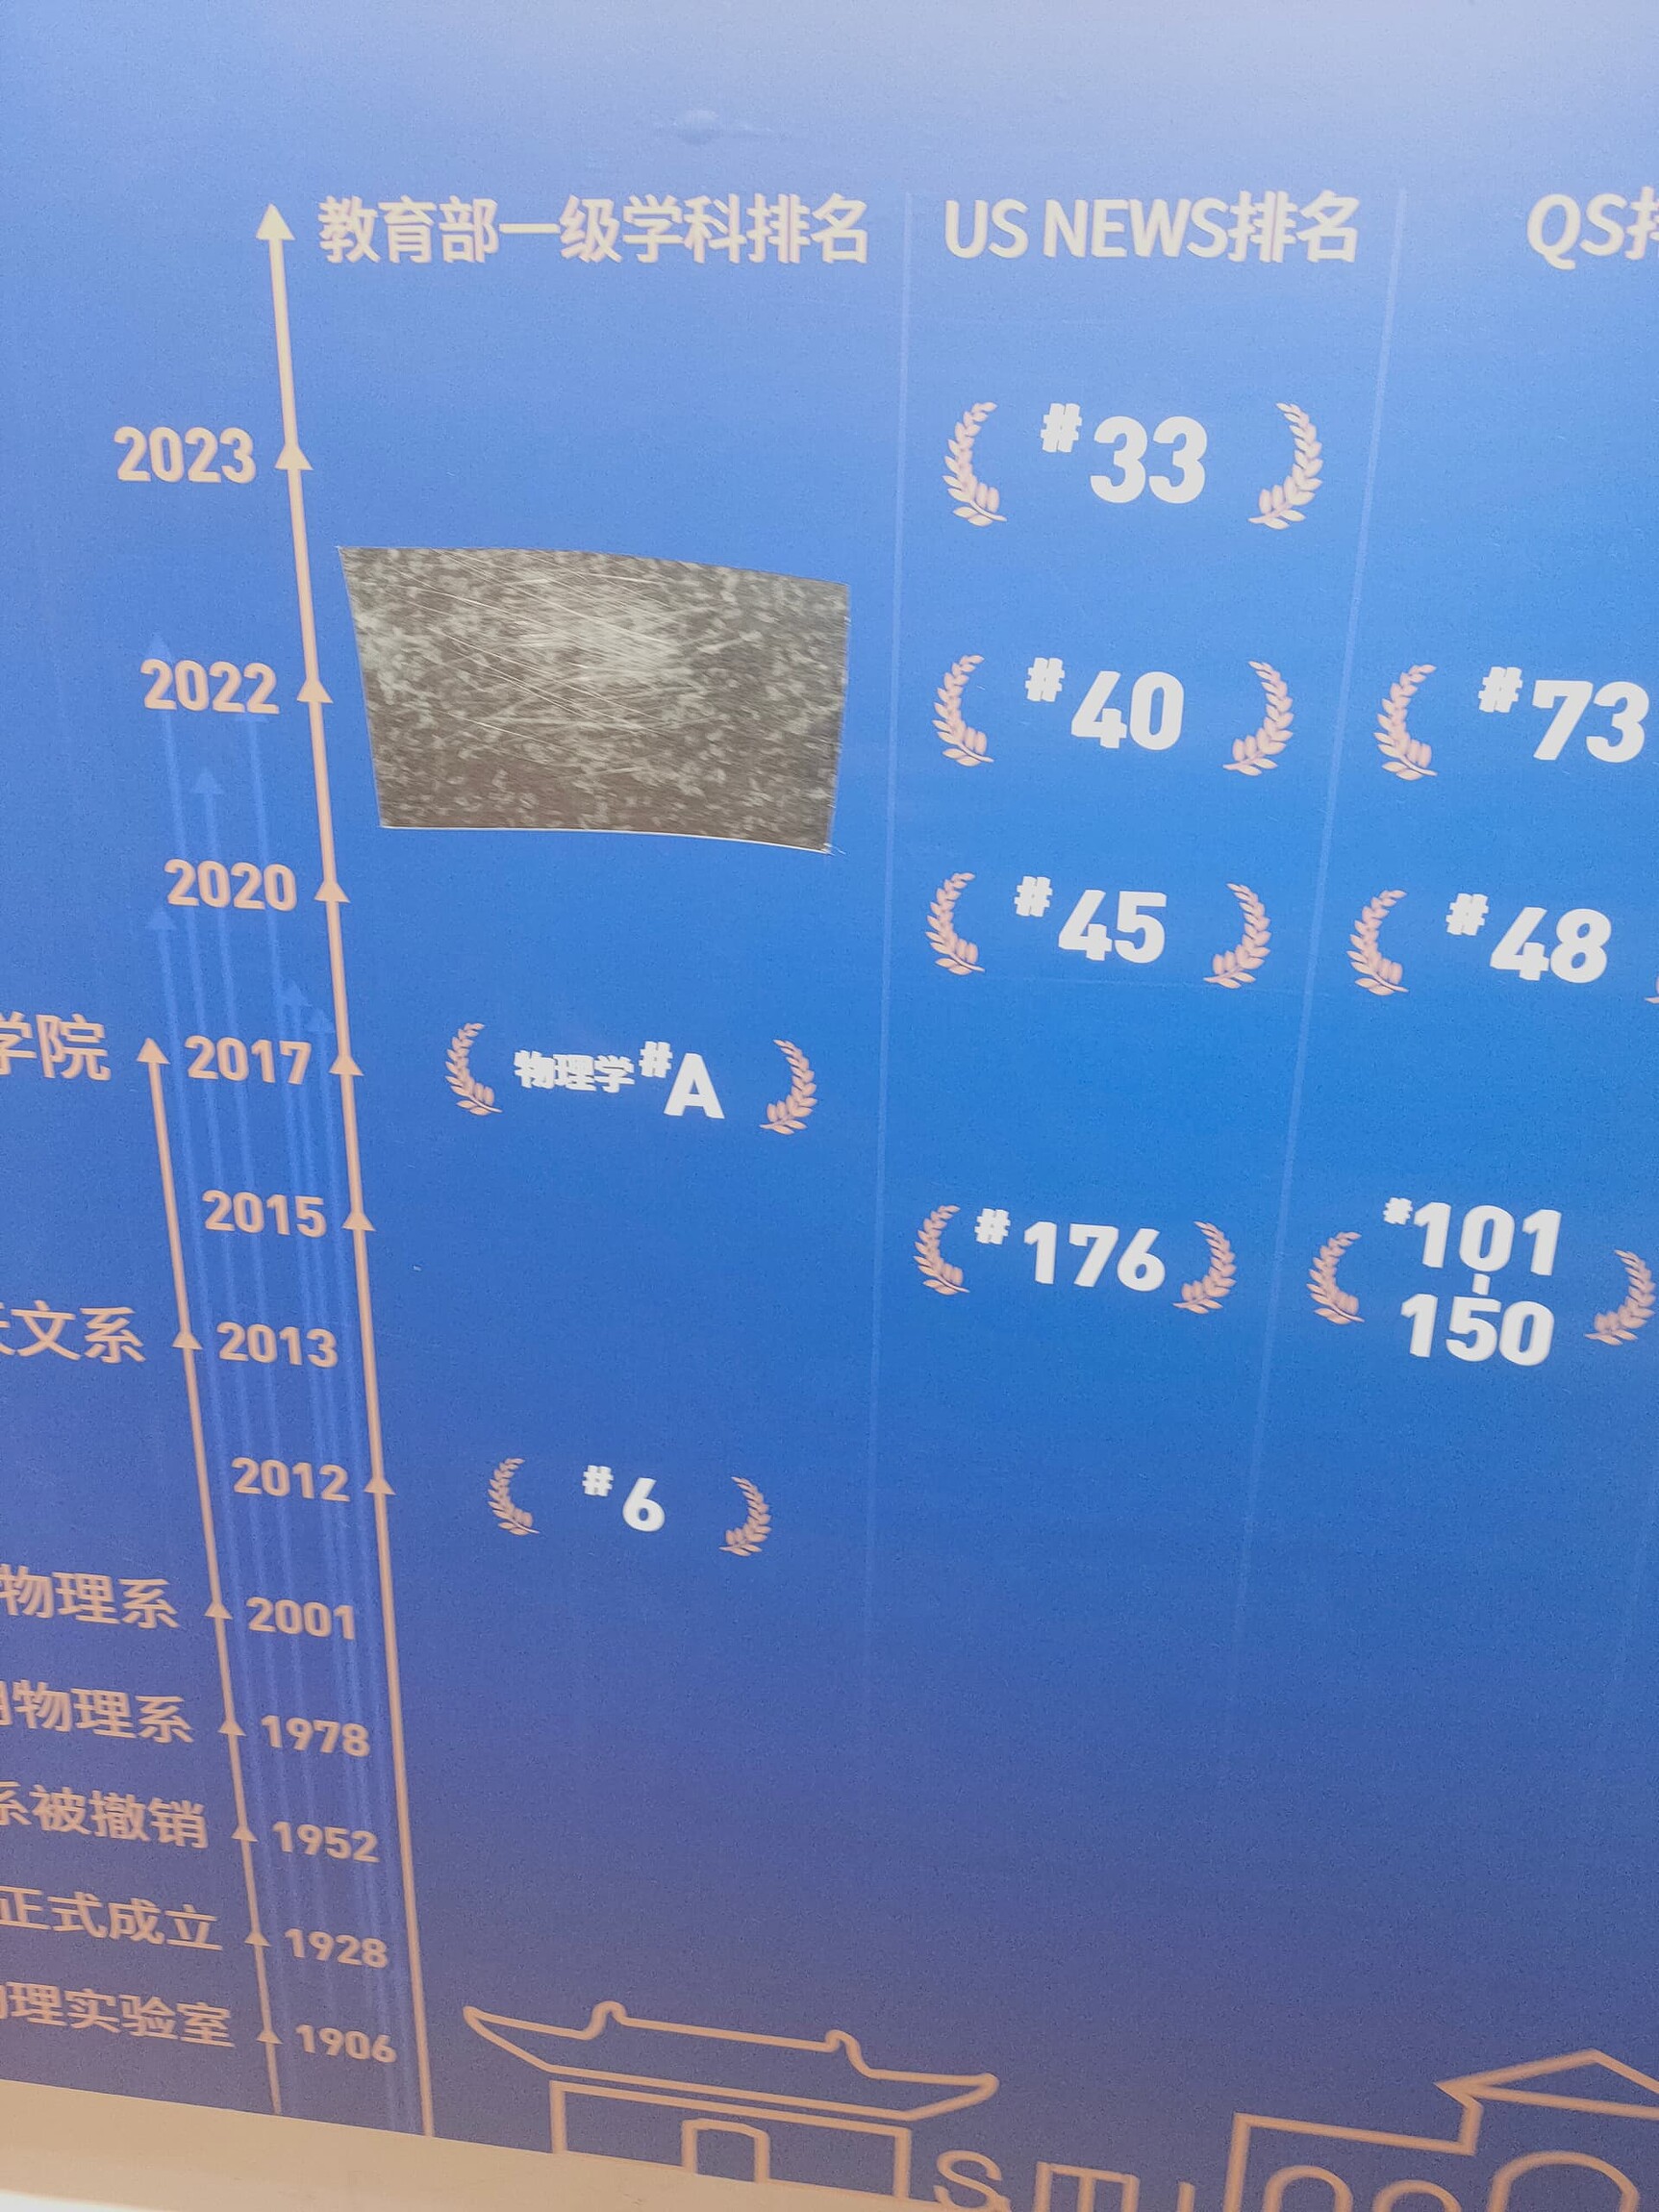 教育部一级学科排名 US NEWS排名 QS排
2023 #33
2022 #40 #73
2020 #45 #48
学院 2017 物理学#A
2015 #176 #101-150
文系 2013
2012 #6
物理系 2001
物理系 1978
系被撤销 1952
正式成立 1928
理实验室 1906